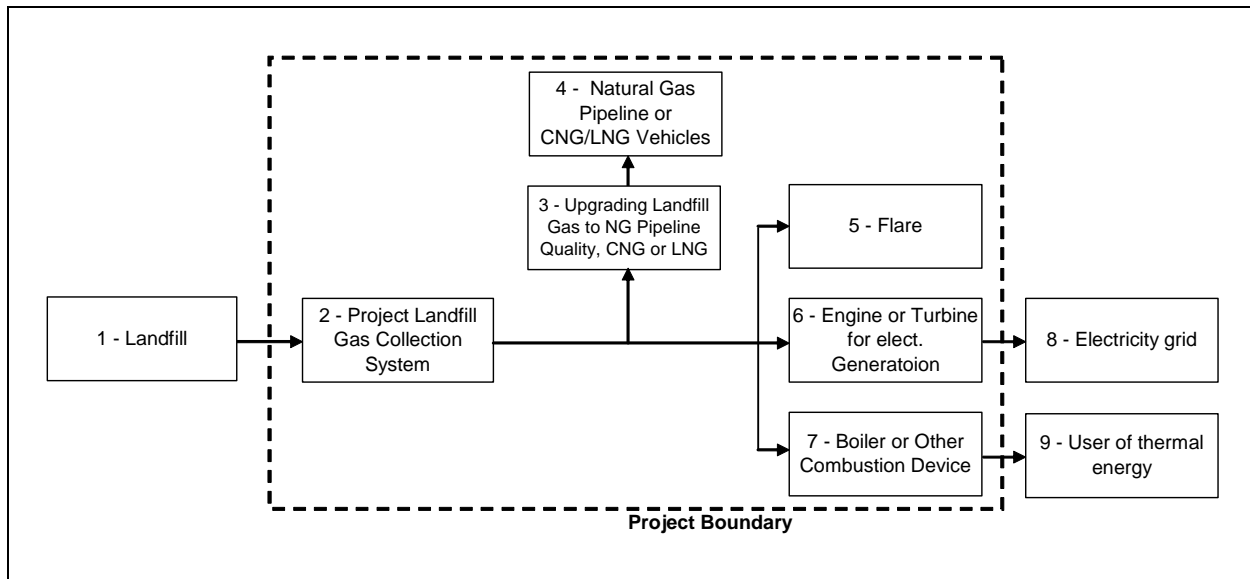 4 - Natural Gas
Pipeline or
CNG/LNG Vehicles
3 - Upgrading Landfill
Gas to NG Pipeline
Quality, CNG or LNG
5 - Flare
1 - Landfill
2 - Project Landfill
Gas Collection
System
6 - Engine or Turbine
for elect.
Generatoion
8 - Electricity grid
7 - Boiler or Other
Combustion Device
9 - User of thermal
energy
Project Boundary